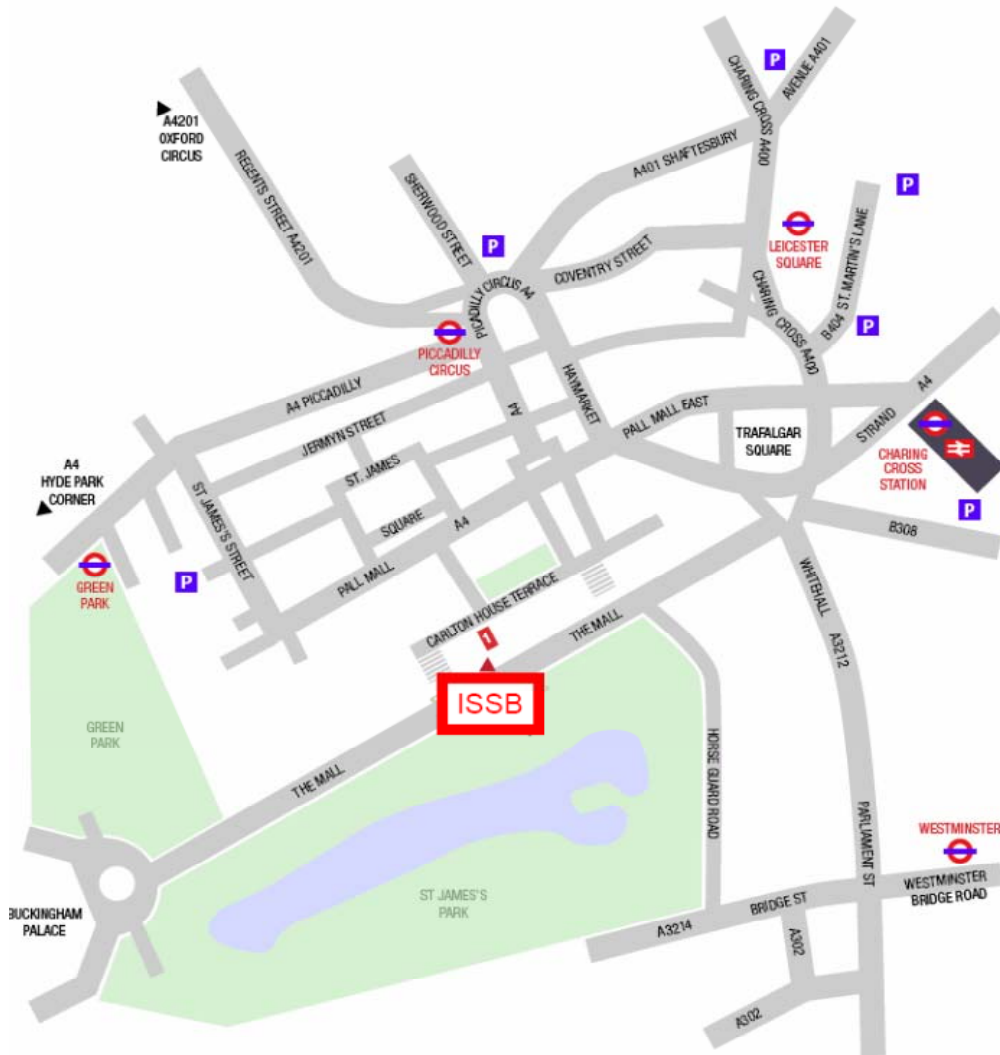 CHARING CROSS A400
AVENUE A401
P
A4201
OXFORD
CIRCUS
REGENTS STREET A4201
SHERWOOD STREET
A401 SHAFTESBURY
P
P
LEICESTER
SQUARE
B404 ST. MARTIN'S LANE
COVENTRY STREET
PICADILLY CIRCUS A4
CHARING CROSS A400
P
PICCADILLY
CIRCUS
A4 PICCADILLY
HAYMARKET
A4
PALL MALL EAST
A4
STRAND
JERMYN STREET
TRAFALGAR
SQUARE
CHARING
CROSS
STATION
A4
HYDE PARK
CORNER
ST. JAMES
SQUARE
ST JAMES'S STREET
A4
PALL MALL
P
B308
GREEN
PARK
P
WHITEHALL
A3212
CARLTON HOUSE TERRACE
THE MALL
1
ISSB
GREEN
PARK
THE MALL
HORSE GUARD ROAD
PARLIAMENT ST
WESTMINSTER
WESTMINSTER
BRIDGE ROAD
ST JAMES'S
PARK
BRIDGE ST
BUCKINGHAM
PALACE
A3214
A302
A302